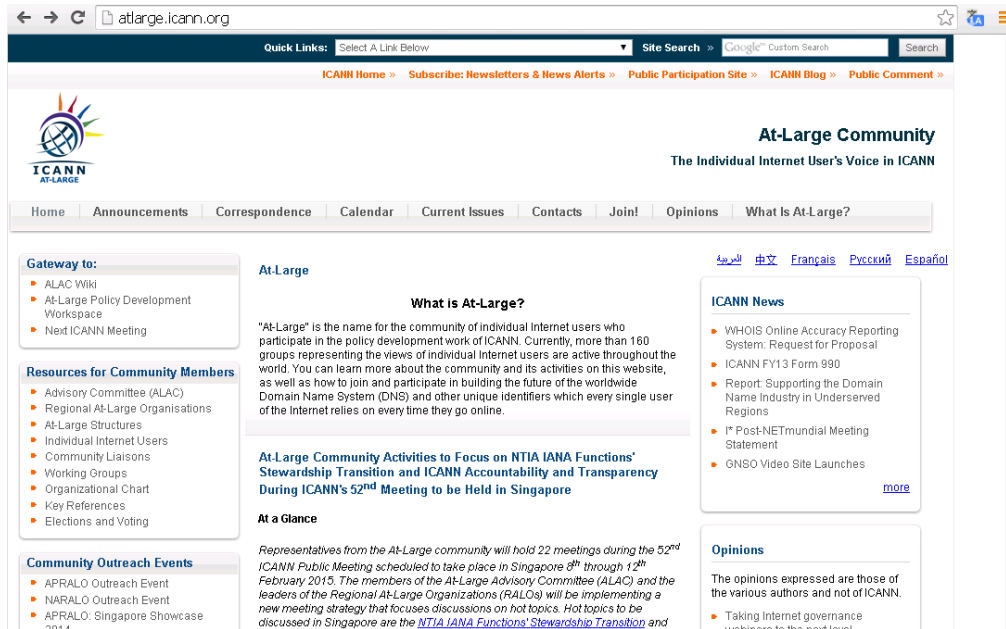 atlarge.icann.org
Quick Links: Select A Link Below Site Search » Google™ Custom Search Search
ICANN Home » Subscribe: Newsletters & News Alerts » Public Participation Site » ICANN Blog » Public Comment »
ICANN
AT-LARGE
At-Large Community
The Individual Internet User's Voice in ICANN
Home Announcements Correspondence Calendar Current Issues Contacts Join! Opinions What Is At-Large?
العربية 中文 Français Русский Español
Gateway to:
ALAC Wiki
At-Large Policy Development
Workspace
Next ICANN Meeting
Resources for Community Members
Advisory Committee (ALAC)
Regional At-Large Organisations
At-Large Structures
Individual Internet Users
Community Liaisons
Working Groups
Organizational Chart
Key References
Elections and Voting
Community Outreach Events
APRALO Outreach Event
NARALO Outreach Event
APRALO: Singapore Showcase
2014
At-Large
What is At-Large?
"At-Large" is the name for the community of individual Internet users who
participate in the policy development work of ICANN. Currently, more than 160
groups representing the views of individual Internet users are active throughout the
world. You can learn more about the community and its activities on this website,
as well as how to join and participate in building the future of the worldwide
Domain Name System (DNS) and other unique identifiers which every single user
of the Internet relies on every time they go online.
At-Large Community Activities to Focus on NTIA IANA Functions'
Stewardship Transition and ICANN Accountability and Transparency
During ICANN's 52nd Meeting to be Held in Singapore
At a Glance
Representatives from the At-Large community will hold 22 meetings during the 52nd
ICANN Public Meeting scheduled to take place in Singapore 8th through 12th
February 2015. The members of the At-Large Advisory Committee (ALAC) and the
leaders of the Regional At-Large Organizations (RALOs) will be implementing a
new meeting strategy that focuses discussions on hot topics. Hot topics to be
discussed in Singapore are the NTIA IANA Functions' Stewardship Transition and
ICANN News
WHOIS Online Accuracy Reporting
System: Request for Proposal
ICANN FY13 Form 990
Report: Supporting the Domain
Name Industry in Underserved
Regions
I* Post-NETmundial Meeting
Statement
GNSO Video Site Launches
more
Opinions
The opinions expressed are those of
the various authors and not of ICANN.
Taking Internet governance
webinars to the next level